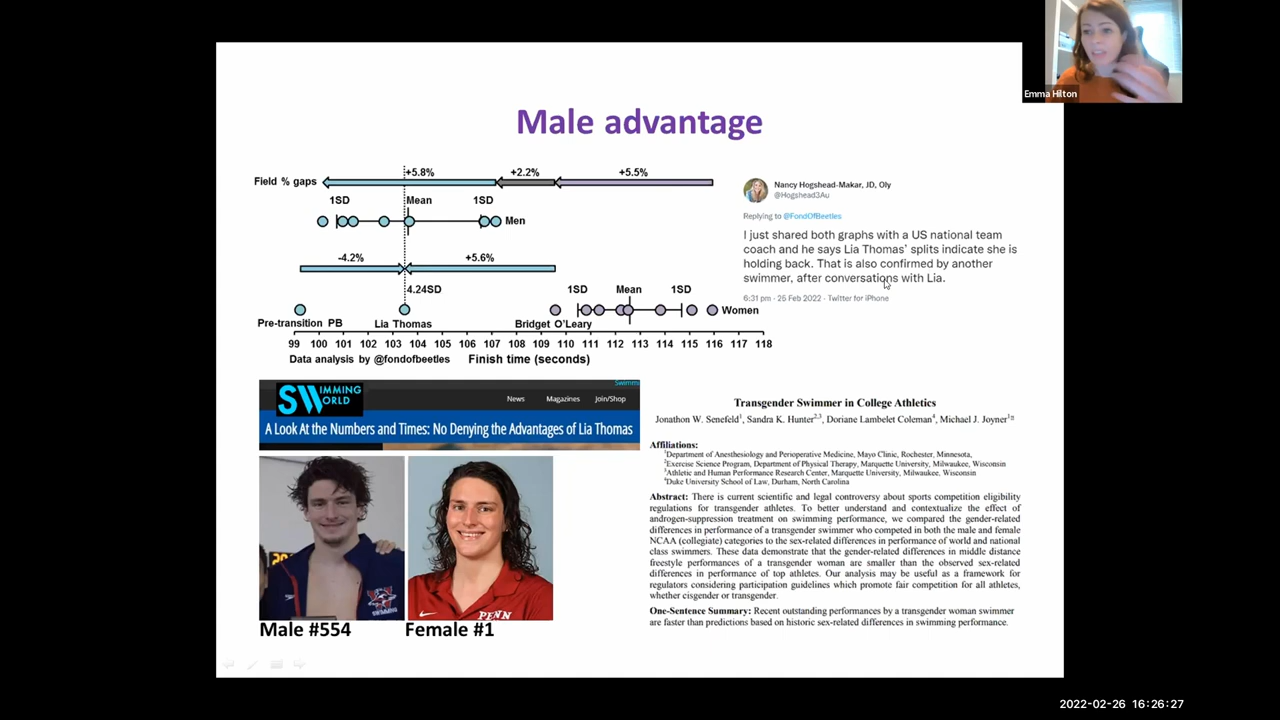 Emma Hilton
Male advantage
Field % gaps
+5.8%
+2.2%
+5.5%
1SD
Mean
1SD
Men
-4.2%
+5.6%
4.24SD
1SD
Mean
1SD
Women
Pre-transition PB
Lia Thomas
Bridget O'Leary
99 100 101 102 103 104 105 106 107 108 109 110 111 112 113 114 115 116 117 118
Data analysis by @fondofbeetles
Finish time (seconds)
Nancy Hogshead-Makar, JD, Oly
@Hogshead3Au
Replying to @FondOfBeetles
I just shared both graphs with a US national team
coach and he says Lia Thomas' splits indicate she is
holding back. That is also confirmed by another
swimmer, after conversations with Lia.
6:31 pm · 25 Feb 2022 · Twitter for iPhone
SWIMMING
WORLD
News
Magazines
Join/Shop
A Look At the Numbers and Times: No Denying the Advantages of Lia Thomas
PENN
Male #554
Female #1
Transgender Swimmer in College Athletics
Jonathon W. Senefeld1, Sandra K. Hunter2,3, Doriane Lambelet Coleman4, Michael J. Joyner1
Affiliations:
1Department of Anesthesiology and Perioperative Medicine, Mayo Clinic, Rochester, Minnesota,
2Exercise Science Program, Department of Physical Therapy, Marquette University, Milwaukee, Wisconsin
3Athletic and Human Performance Research Center, Marquette University, Milwaukee, Wisconsin
4Duke University School of Law, Durham, North Carolina
Abstract: There is current scientific and legal controversy about sports competition eligibility
regulations for transgender athletes. To better understand and contextualize the effect of
androgen-suppression treatment on swimming performance, we compared the gender-related
differences in performance of a transgender swimmer who competed in both the male and female
NCAA (collegiate) categories to the sex-related differences in performance of world and national
class swimmers. These data demonstrate that the gender-related differences in middle distance
freestyle performances of a transgender woman are smaller than the observed sex-related
differences in performance of top athletes. Our analysis may be useful as a framework for
regulators considering participation guidelines which promote fair competition for all athletes,
whether cisgender or transgender.
One-Sentence Summary: Recent outstanding performances by a transgender woman swimmer
are faster than predictions based on historic sex-related differences in swimming performance.
2022-02-26 16:26:27